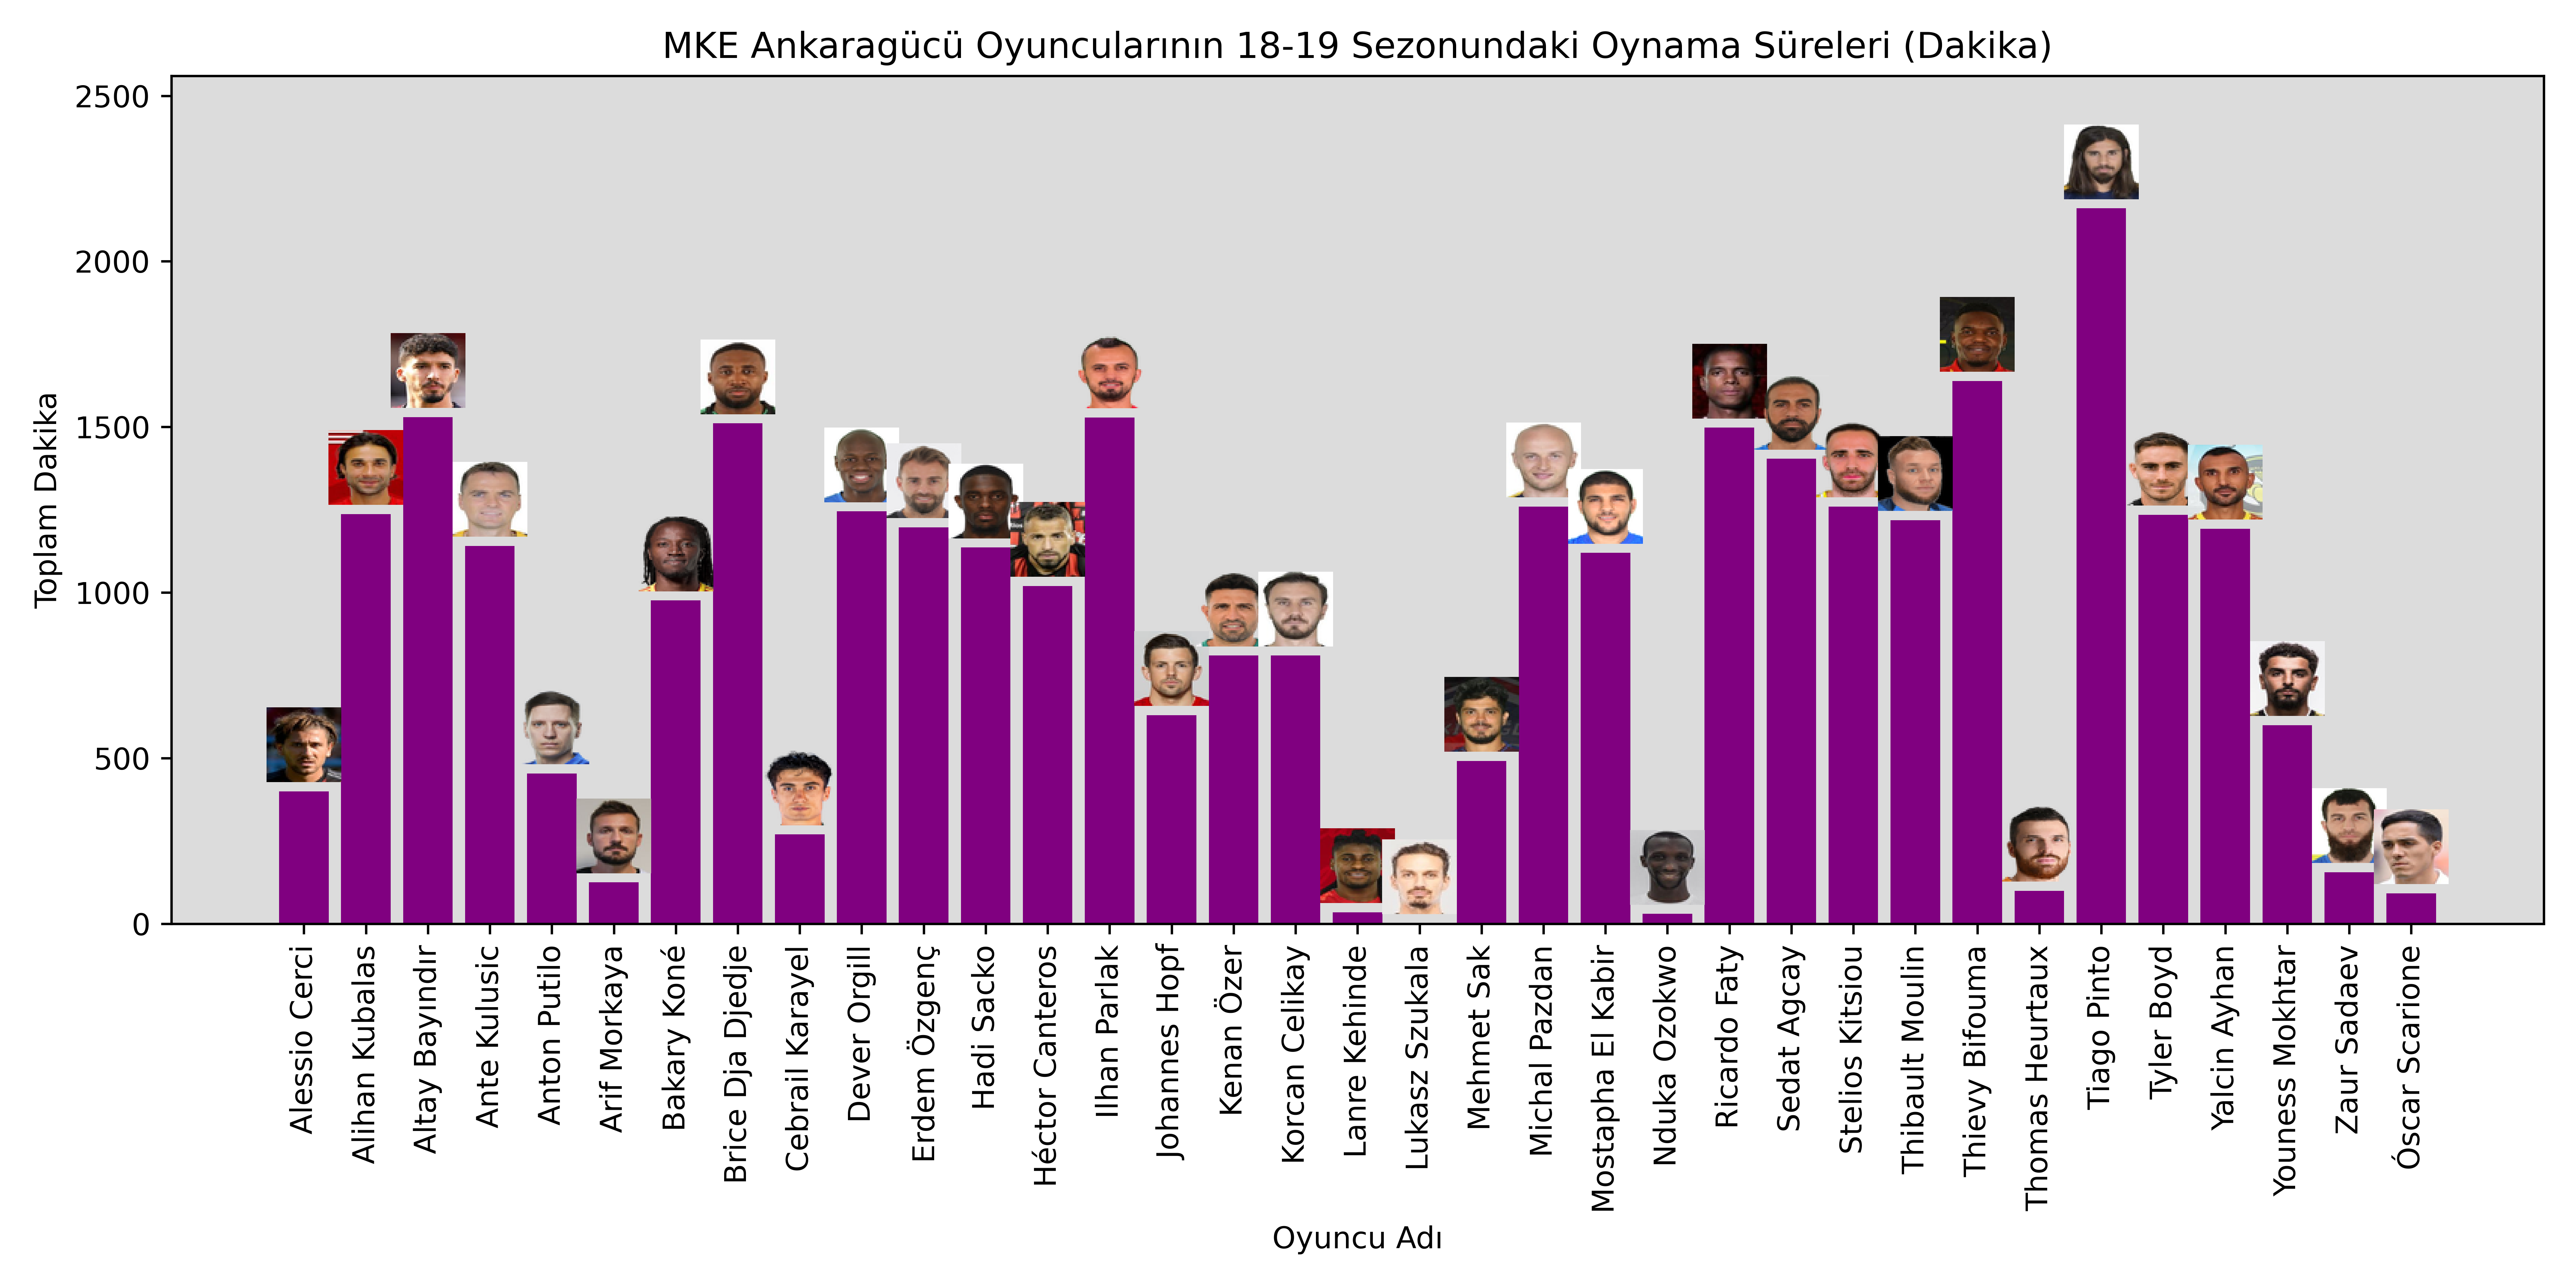 MKE Ankaragücü Oyuncularının 18-19 Sezonundaki Oynama Süreleri (Dakika)
Toplam Dakika
2500
2000
1500
1000
500
0
Alessio Cerci
Alihan Kubalas
Altay Bayındır
Ante Kulusic
Anton Putilo
Arif Morkaya
Bakary Koné
Brice Dja Djedje
Cebrail Karayel
Dever Orgill
Erdem Özgenç
Hadi Sacko
Héctor Canteros
Ilhan Parlak
Johannes Hopf
Kenan Özer
Korcan Celikay
Lanre Kehinde
Lukasz Szukala
Mehmet Sak
Michal Pazdan
Mostapha El Kabir
Nduka Ozokwo
Ricardo Faty
Sedat Agcay
Stelios Kitsiou
Thibault Moulin
Thievy Bifouma
Thomas Heurtaux
Tiago Pinto
Tyler Boyd
Yalcin Ayhan
Youness Mokhtar
Zaur Sadaev
Óscar Scarione
Oyuncu Adı